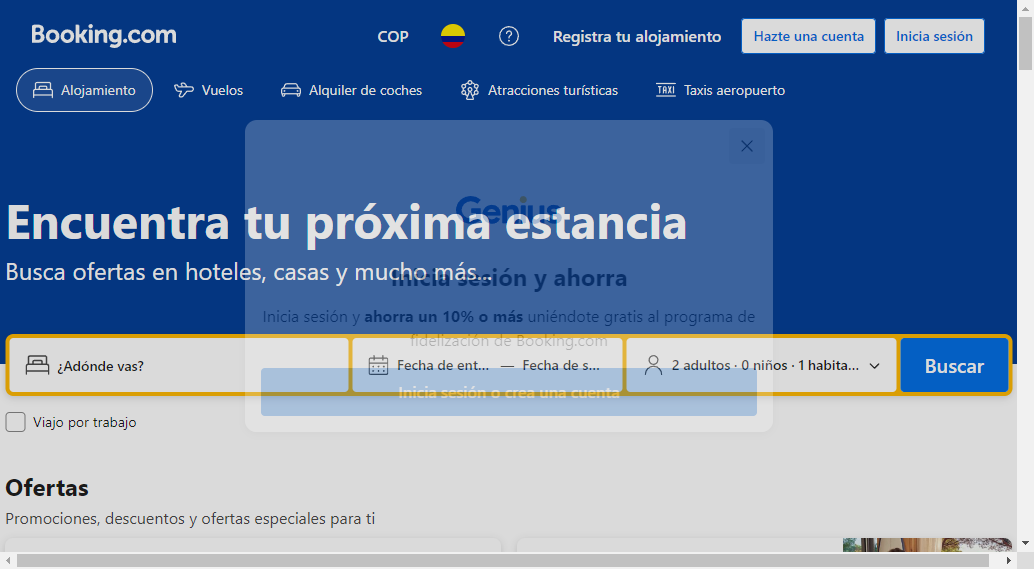 Booking.com
COP
Registra tu alojamiento
Hazte una cuenta
Inicia sesión
Alojamiento
Vuelos
Alquiler de coches
Atracciones turísticas
TAXI Taxis aeropuerto
Genius
Encuentra tu próxima estancia
Busca ofertas en hoteles, casas y mucho más...
Inicia sesión y ahorra
Inicia sesión y ahorra un 10% o más uniéndote gratis al programa de
fidelización de Booking.com
¿Adónde vas?
Fecha de ent... — Fecha de s...
2 adultos · 0 niños · 1 habita...
Buscar
Inicia sesión o crea una cuenta
Viajo por trabajo
Ofertas
Promociones, descuentos y ofertas especiales para ti